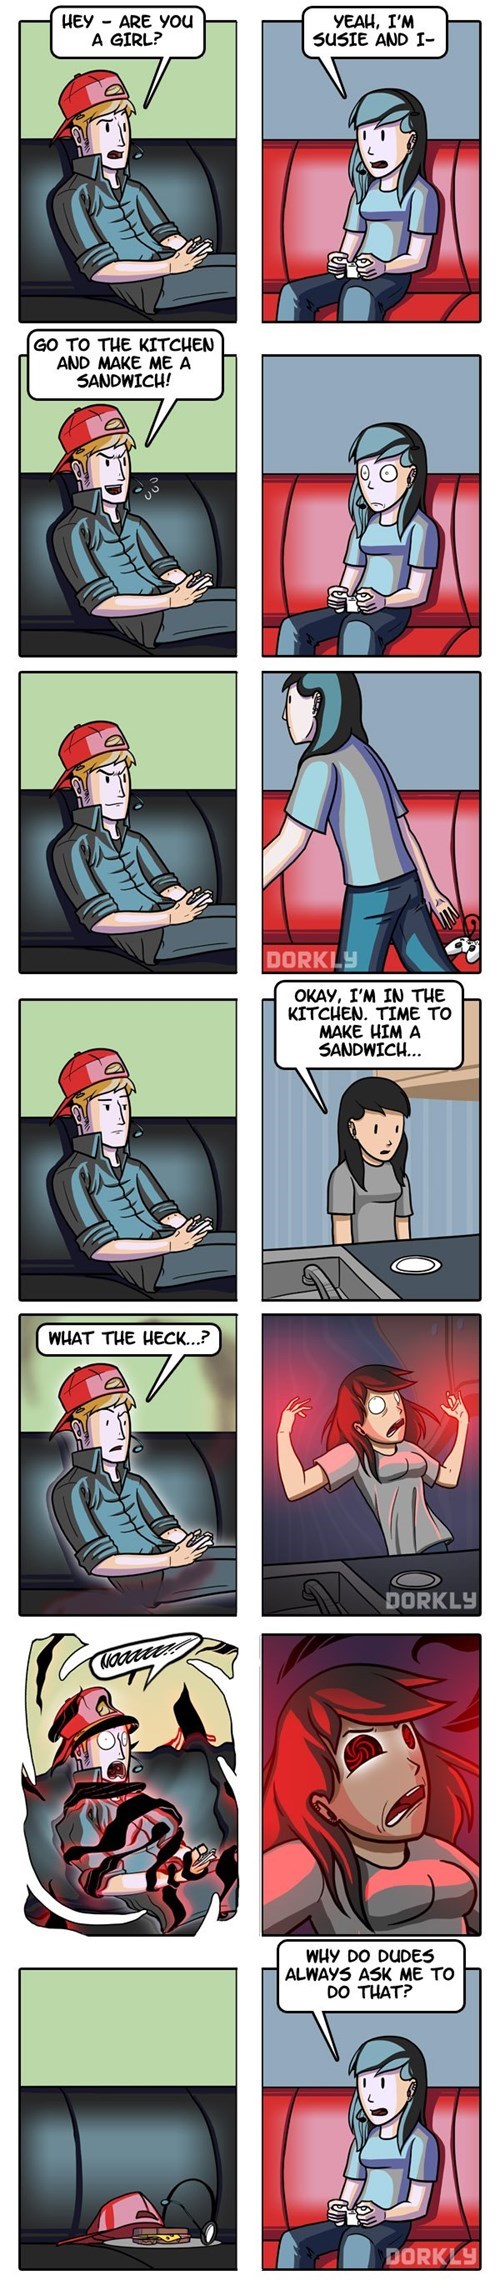 HEY - ARE YOU
A GIRL?
YEAH, I'M
SUSIE AND I-
GO TO THE KITCHEN
AND MAKE ME A
SANDWICH!
DORKLY
OKAY, I'M IN THE
KITCHEN. TIME TO
MAKE HIM A
SANDWICH...
WHAT THE HECK...?
DORKLY
NOOOOOO!!
WHY DO DUDES
ALWAYS ASK ME TO
DO THAT?
DORKLY